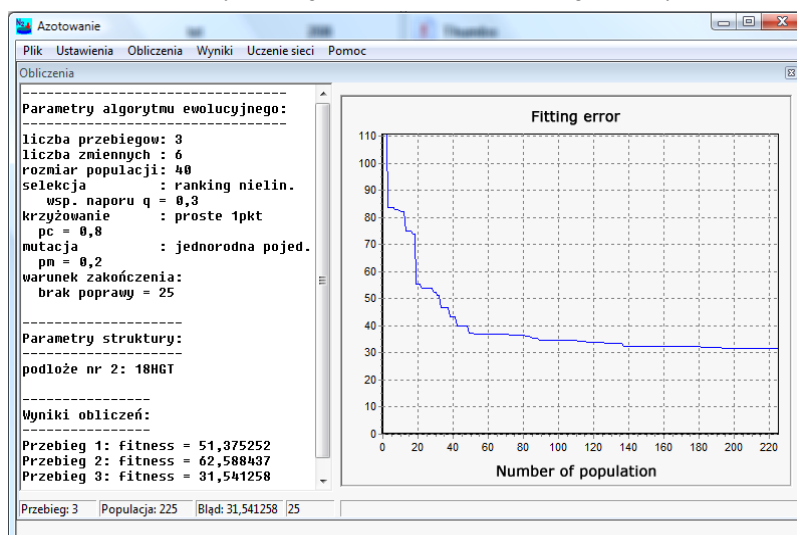 Azotowanie
Plik Ustawienia Obliczenia Wyniki Uczenie sieci Pomoc
Obliczenia
--------------------------------
Parametry algorytmu ewolucyjnego:
--------------------------------
liczba przebiegow: 3
liczba zmiennych : 6
rozmiar populacji: 40
selekcja : ranking nielin.
wsp. naporu q = 0,3
krzyżowanie : proste 1pkt
pc = 0,8
mutacja : jednorodna pojed.
pm = 0,2
warunek zakończenia:
brak poprawy = 25
-------------------
Parametry struktury:
-------------------
podłoże nr 2: 18HGT
----------------
Wyniki obliczeń:
----------------
Przebieg 1: fitness = 51,375252
Przebieg 2: fitness = 62,588437
Przebieg 3: fitness = 31,541258
Fitting error
110
100
90
80
70
60
50
40
30
20
10
0
0 20 40 60 80 100 120 140 160 180 200 220
Number of population
Przebieg: 3 Populacja: 225 Błąd: 31,541258 25